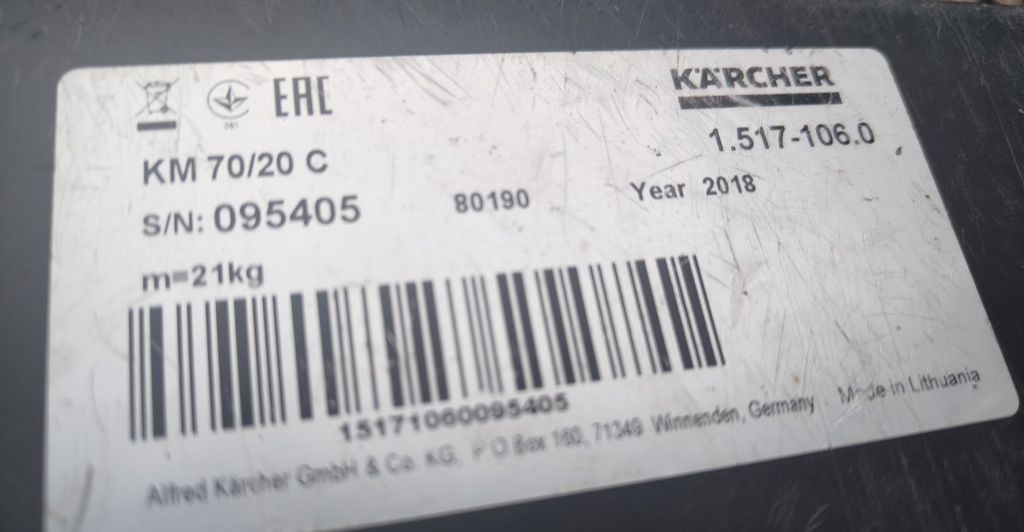 EAC
KÄRCHER
KM 70/20 C
1.517-106.0
S/N: 095405
80190
Year 2018
m=21kg
15171060095405
Alfred Kärcher GmbH & Co. KG, P.O.Box 160, 71349 Winnenden, Germany
Made in Lithuania